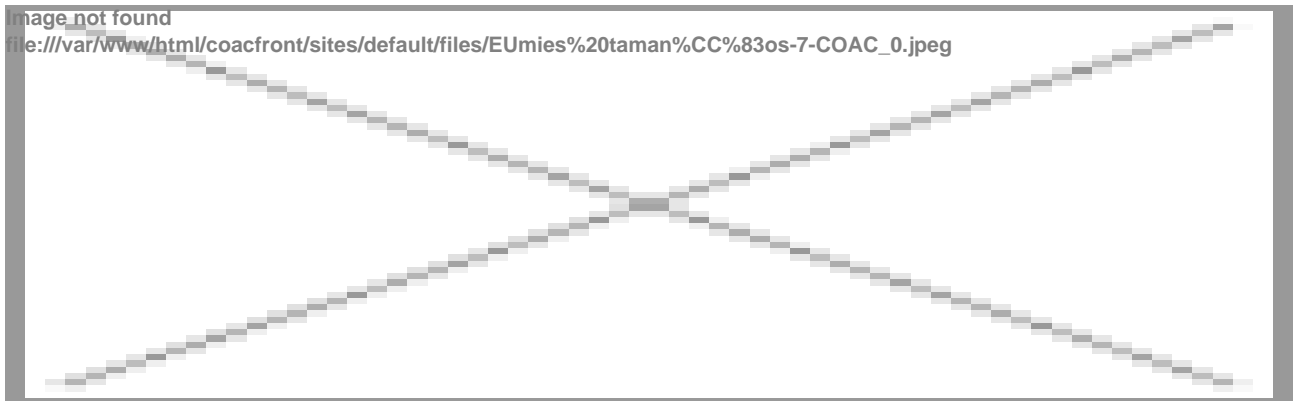 Image not found
file:///var/www/html/coacfront/sites/default/files/EUmies%20taman%CC%83os-7-COAC_0.jpeg